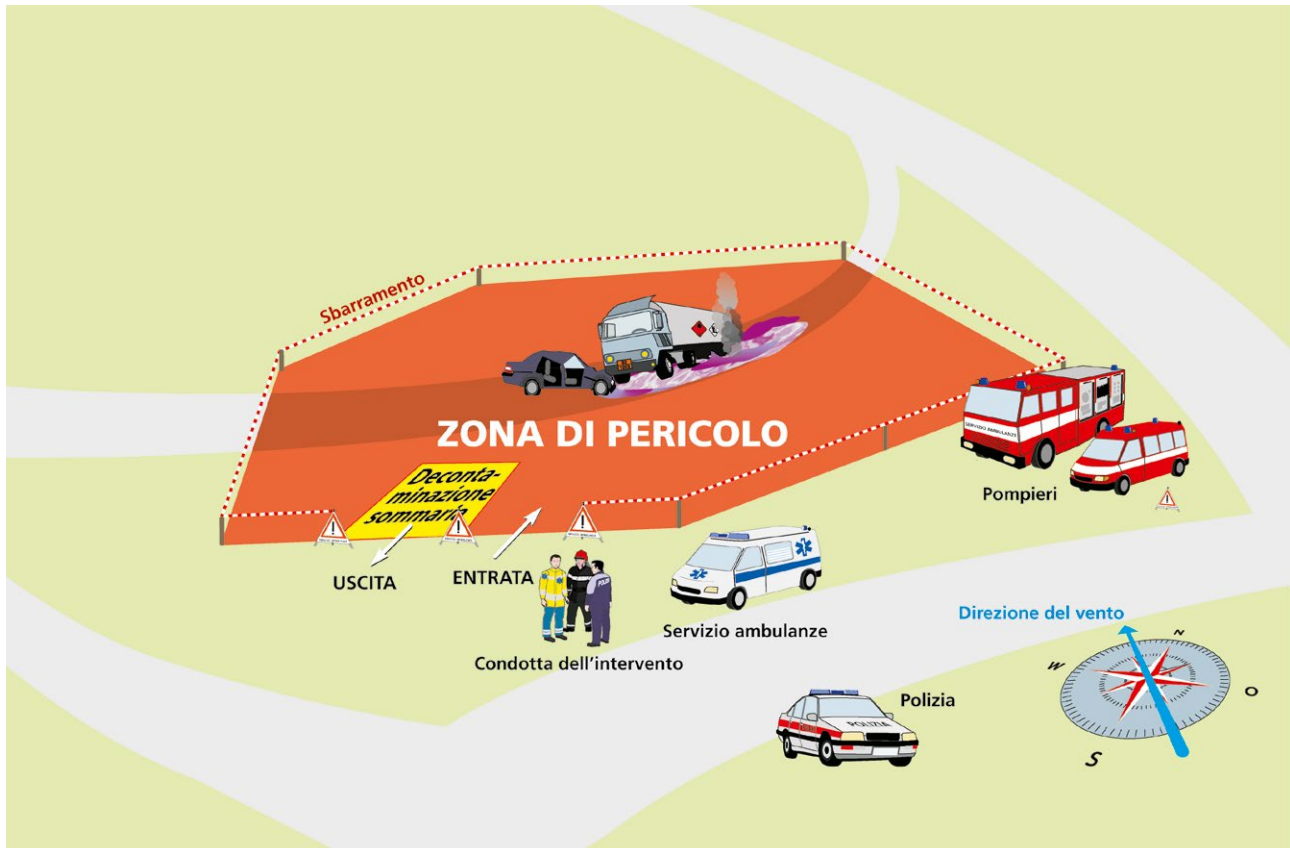 Sbarramento
ZONA DI PERICOLO
Deconta-
minazione
sommaria
USCITA
ENTRATA
SERVIZIO AMBULANZE
Pompieri
Servizio ambulanze
Condotta dell'intervento
POLIZEI
Direzione del vento
N
W
O
S
Polizia
POLIZIA